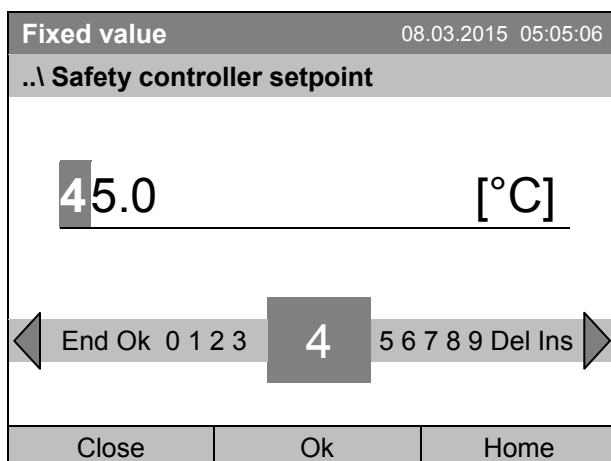 Fixed value 08.03.2015 05:05:06
..\ Safety controller setpoint
45.0 [°C]
End Ok 0 1 2 3 4 5 6 7 8 9 Del Ins
Close Ok Home